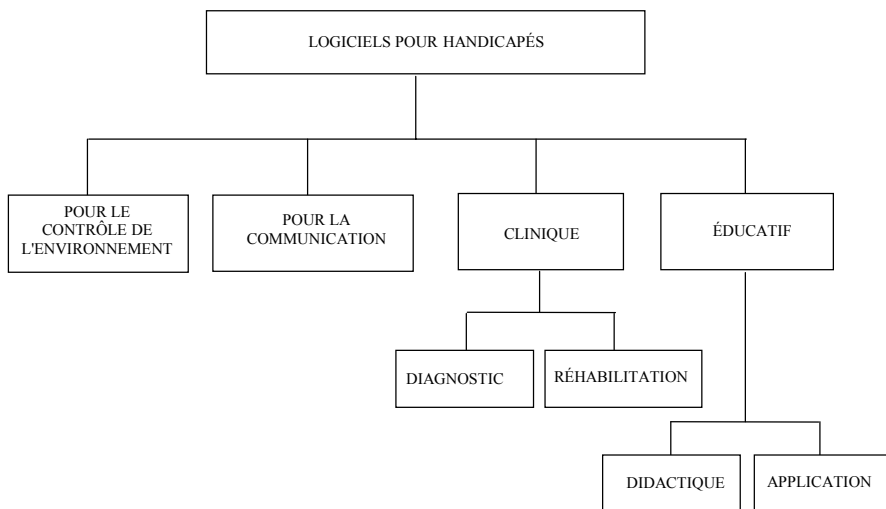 LOGICIELS POUR HANDICAPÉS
POUR LE
CONTRÔLE DE
L'ENVIRONNEMENT
POUR LA
COMMUNICATION
CLINIQUE
ÉDUCATIF
DIAGNOSTIC
RÉHABILITATION
DIDACTIQUE
APPLICATION